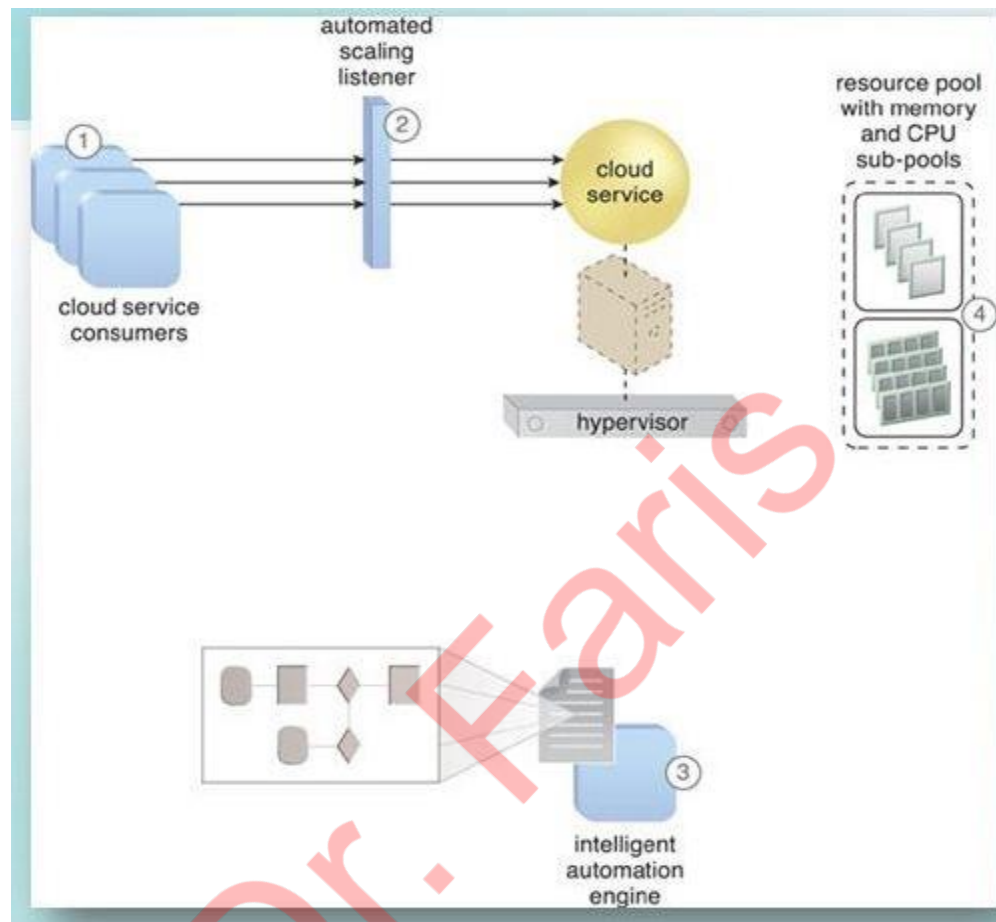 automated
scaling
listener
resource pool
with memory
and CPU
sub-pools
1
2
cloud
service
4
cloud service
consumers
hypervisor
3
intelligent
automation
engine
Dr. Faris